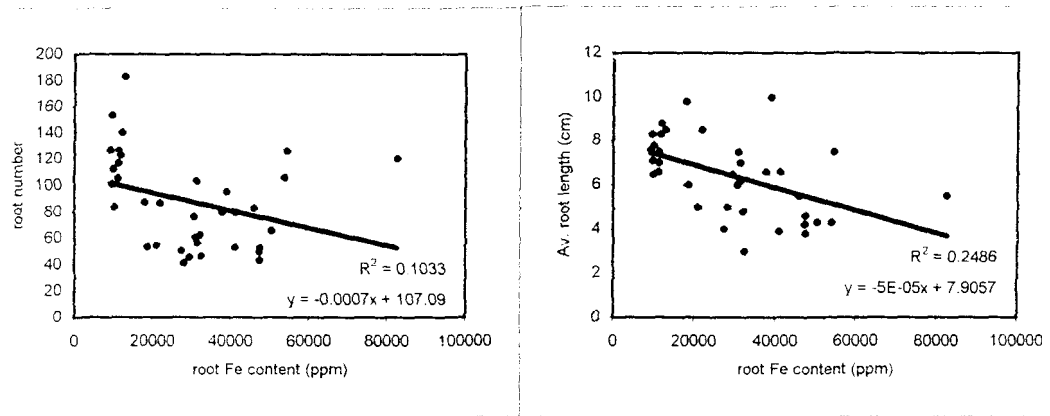 200
180
160
140
120
100
80
60
40
20
0
root number
R² = 0.1033
y = -0.0007x + 107.09
0 20000 40000 60000 80000 100000
root Fe content (ppm)
12
10
8
6
4
2
0
Av. root length (cm)
R² = 0.2486
y = -5E-05x + 7.9057
0 20000 40000 60000 80000 100000
root Fe content (ppm)